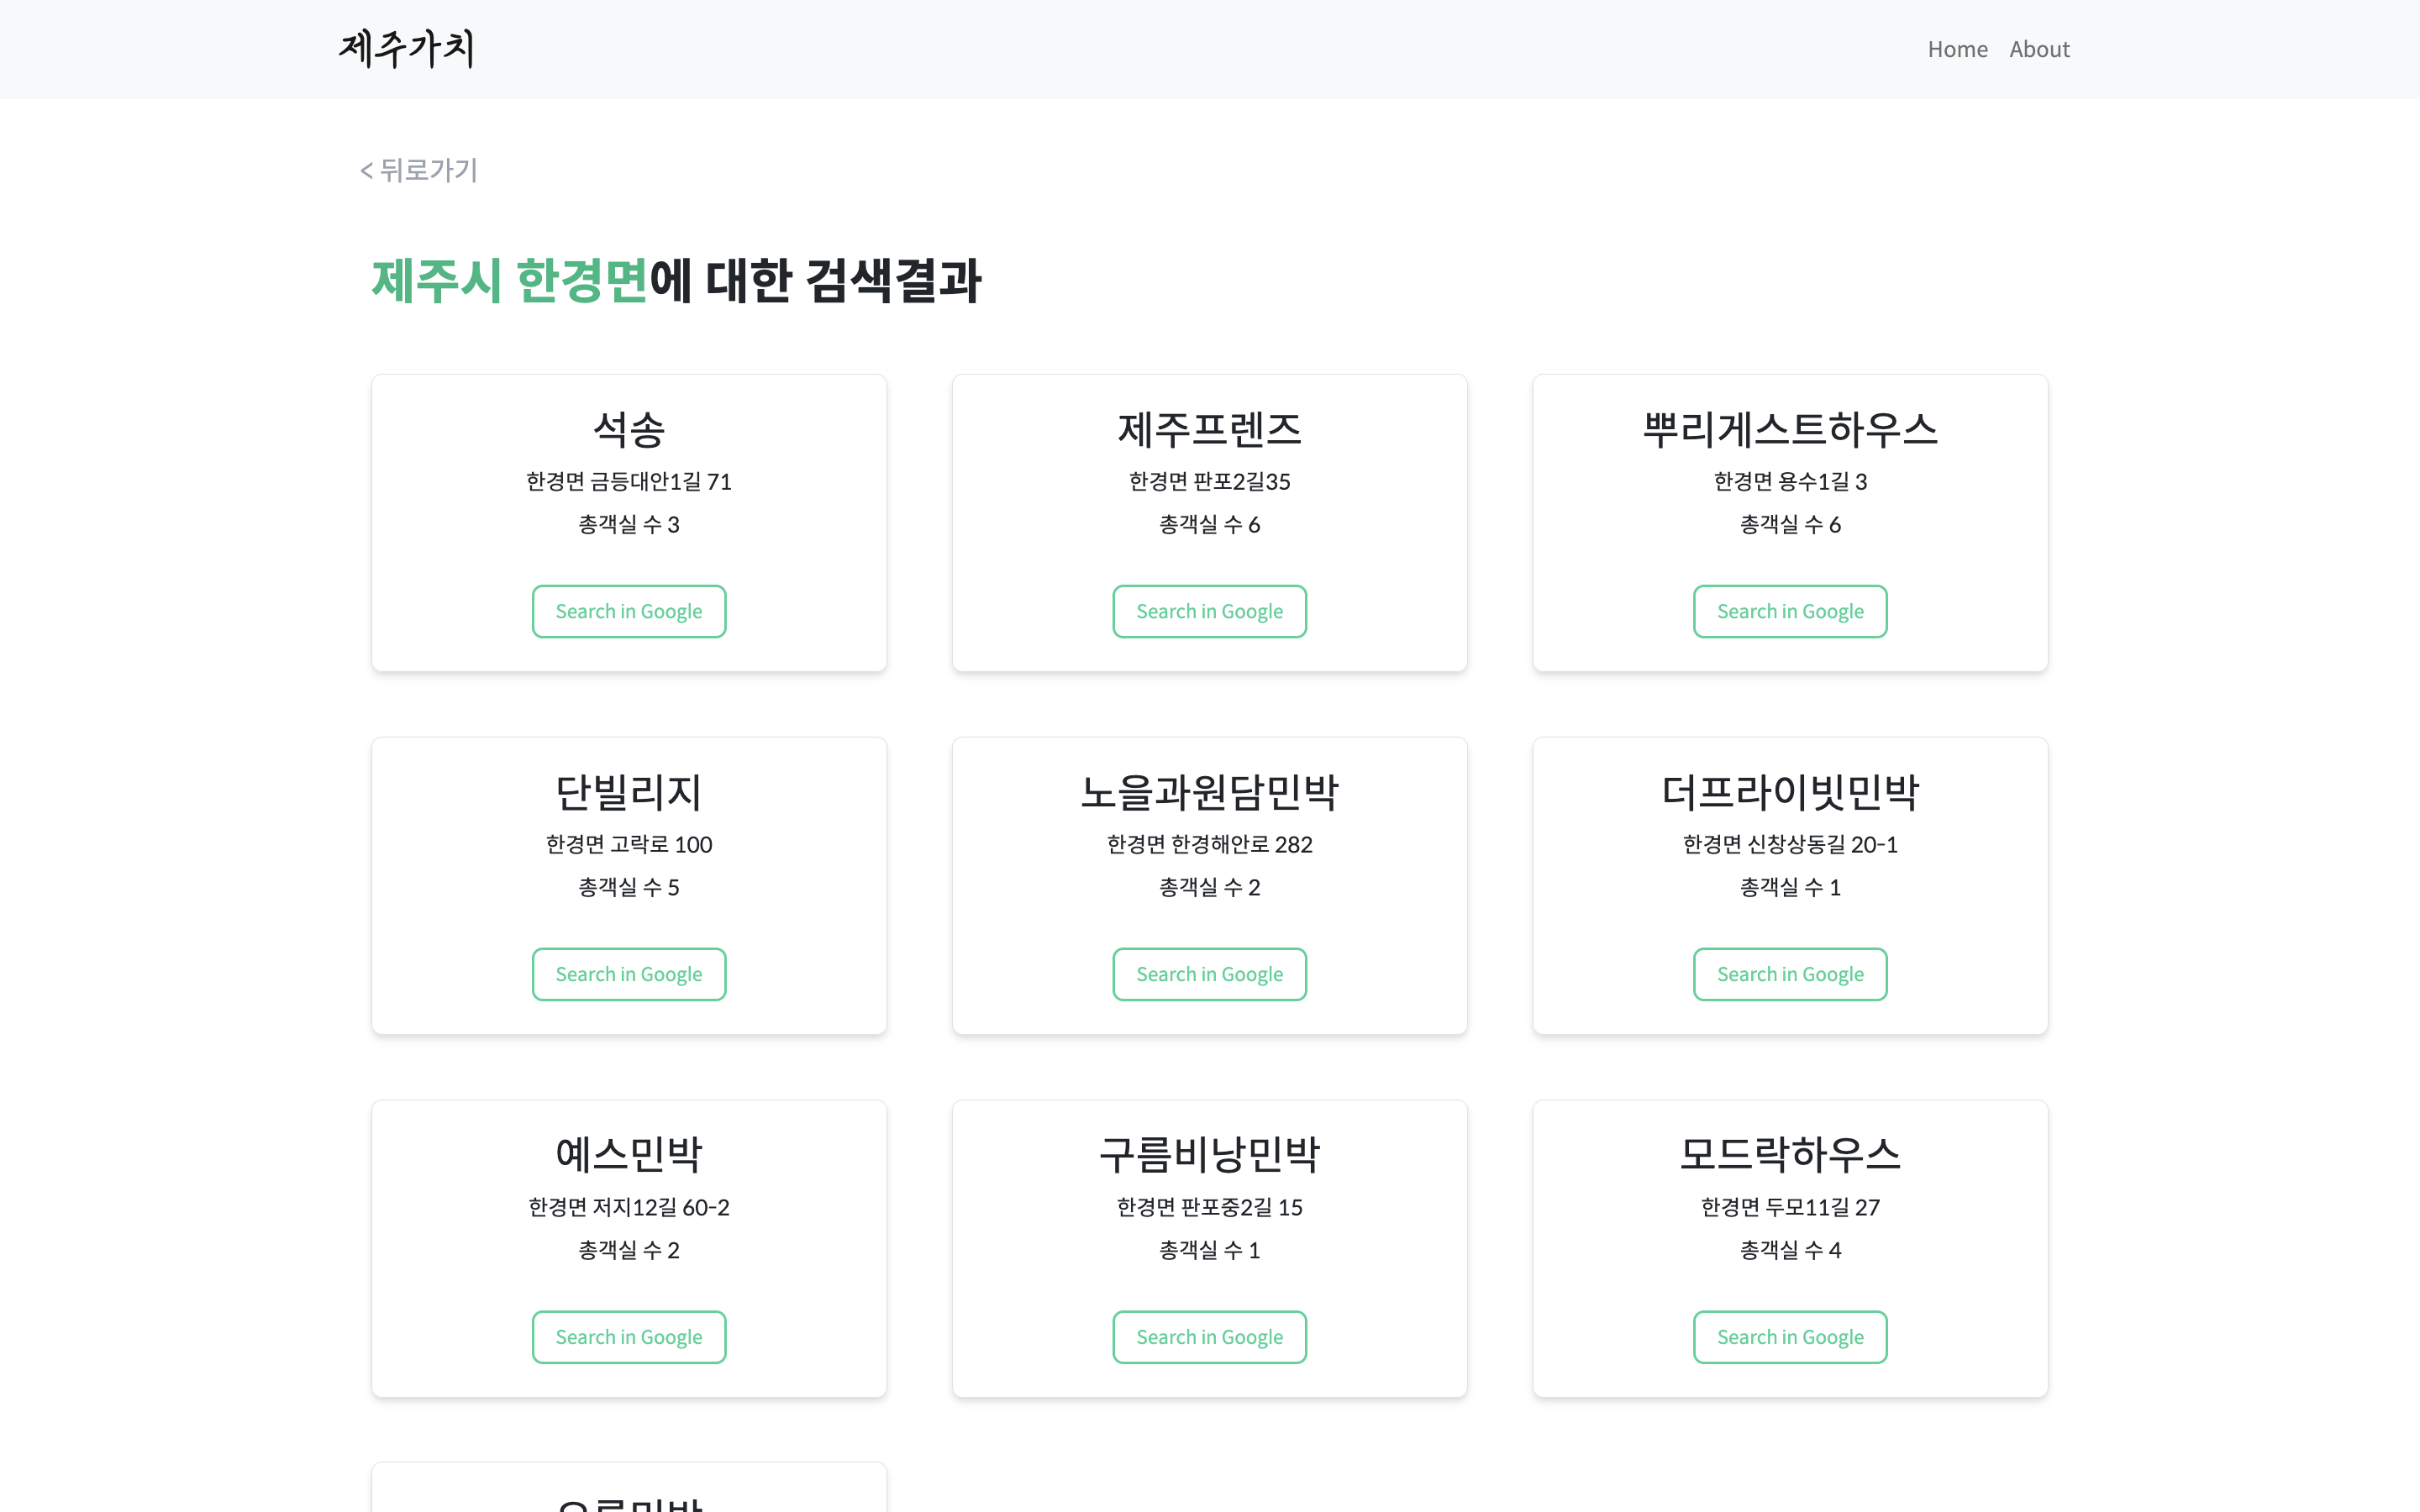 제주가치
Home About
< 뒤로가기
제주시 한경면에 대한 검색결과
석송
한경면 금등대안1길 71
총객실 수 3
Search in Google
제주프렌즈
한경면 판포2길35
총객실 수 6
Search in Google
뿌리게스트하우스
한경면 용수1길 3
총객실 수 6
Search in Google
단빌리지
한경면 고락로 100
총객실 수 5
Search in Google
노을과원담민박
한경면 한경해안로 282
총객실 수 2
Search in Google
더프라이빗민박
한경면 신창상동길 20-1
총객실 수 1
Search in Google
예스민박
한경면 저지12길 60-2
총객실 수 2
Search in Google
구름비낭민박
한경면 판포중2길 15
총객실 수 1
Search in Google
모드락하우스
한경면 두모11길 27
총객실 수 4
Search in Google